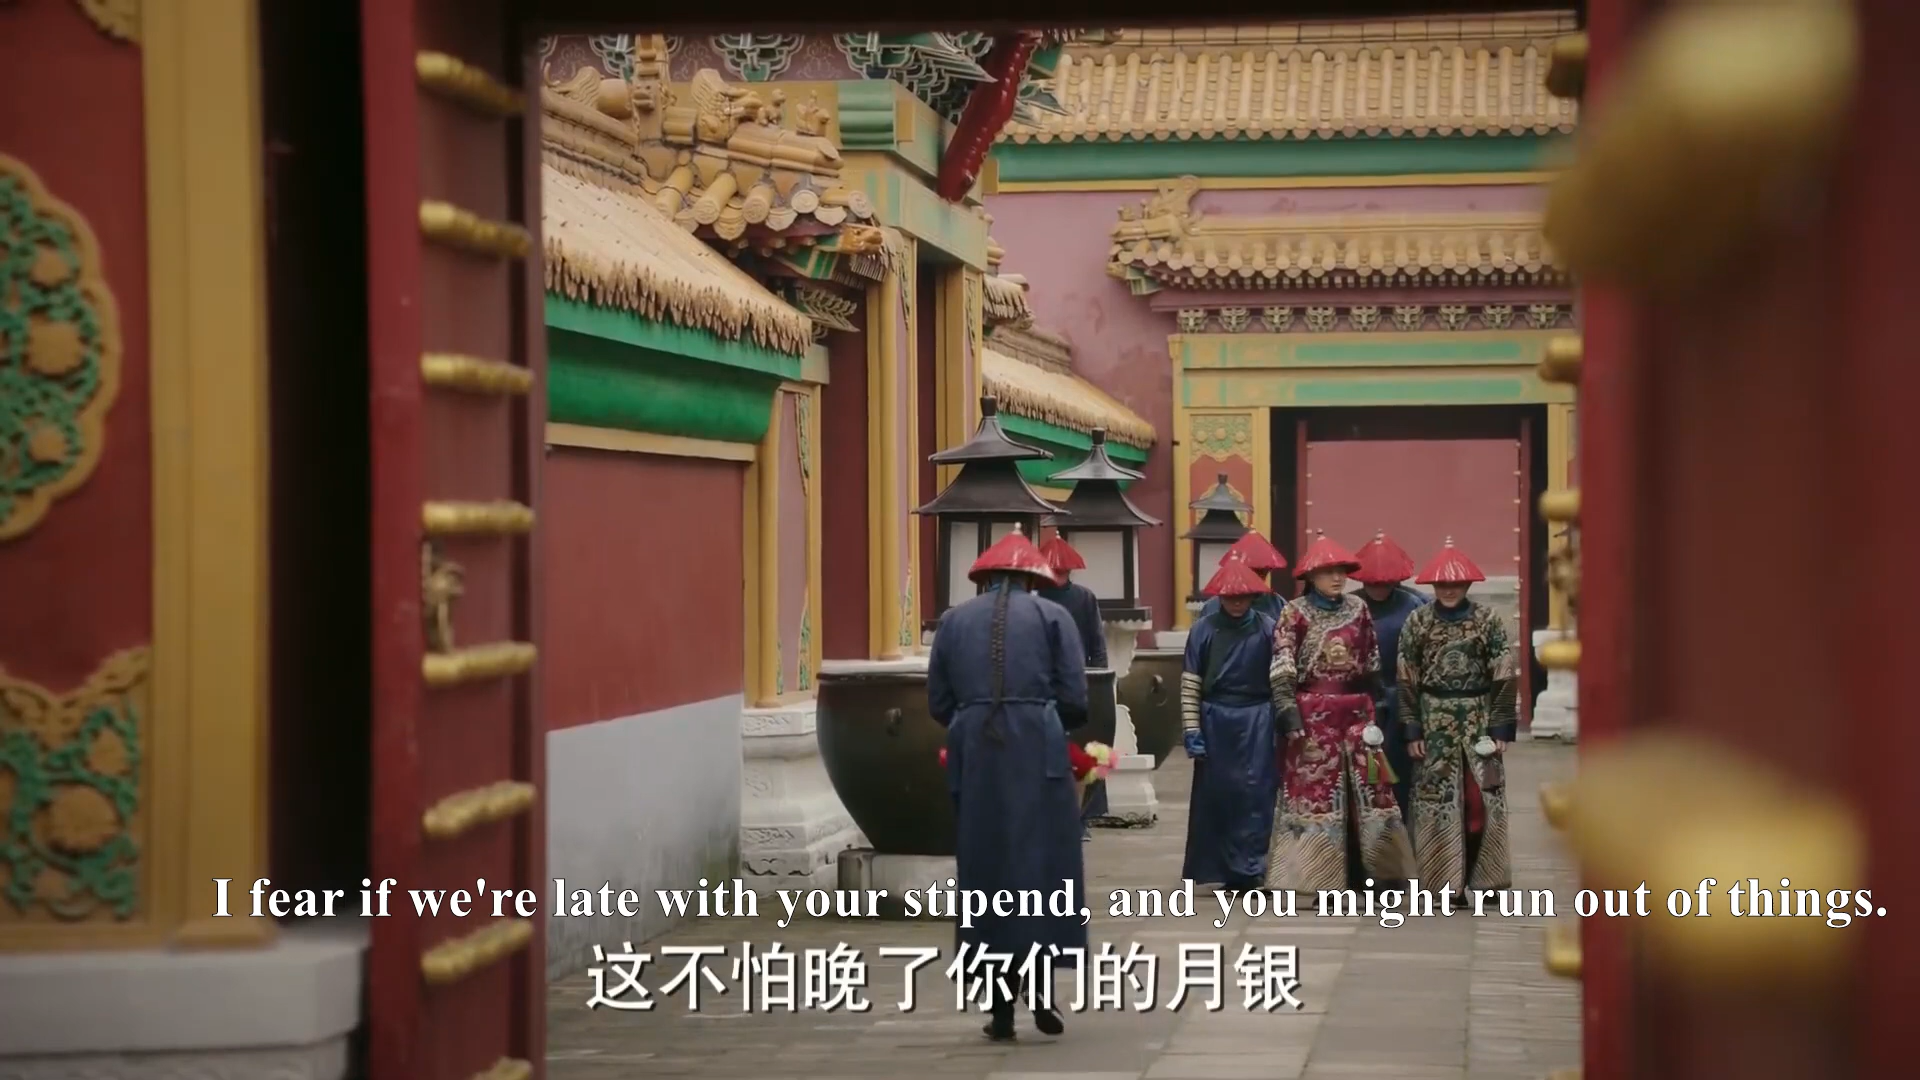 I fear if we're late with your stipend, and you might run out of things.
这不怕晚了你们的月银